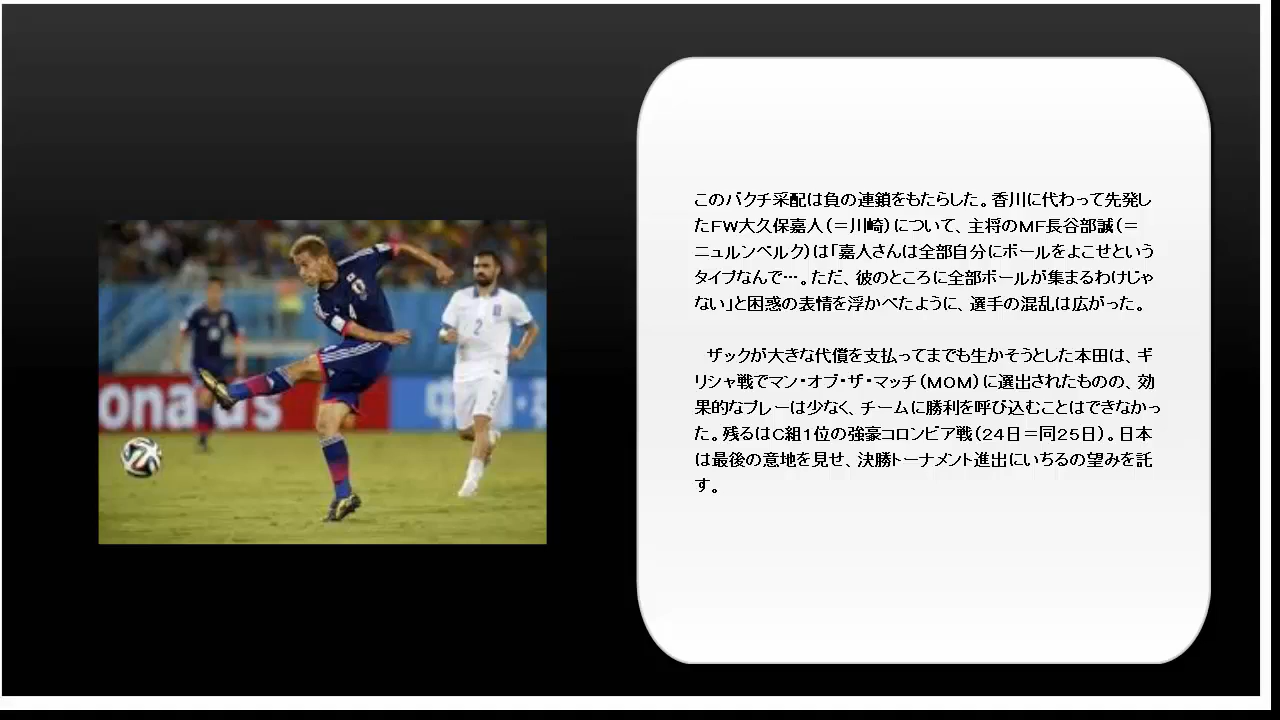 このバクチ采配は負の連鎖をもたらした。香川に代わって先発し
たFW大久保嘉人（＝川崎）について、主将のMF長谷部誠（＝
ニュルンベルク）は「嘉人さんは全部自分にボールをよこせという
タイプなんで…。ただ、彼のところに全部ボールが集まるわけじゃ
ない」と困惑の表情を浮かべたように、選手の混乱は広がった。
ザックが大きな代償を支払ってまでも生かそうとした本田は、ギ
リシャ戦でマン・オブ・ザ・マッチ（MOM）に選出されたものの、効
果的なプレーは少なく、チームに勝利を呼び込むことはできなかっ
た。残るはC組1位の強豪コロンビア戦（24日＝同25日）。日本
は最後の意地を見せ、決勝トーナメント進出にいちるの望みを託
す。
4
2
onas
中国·